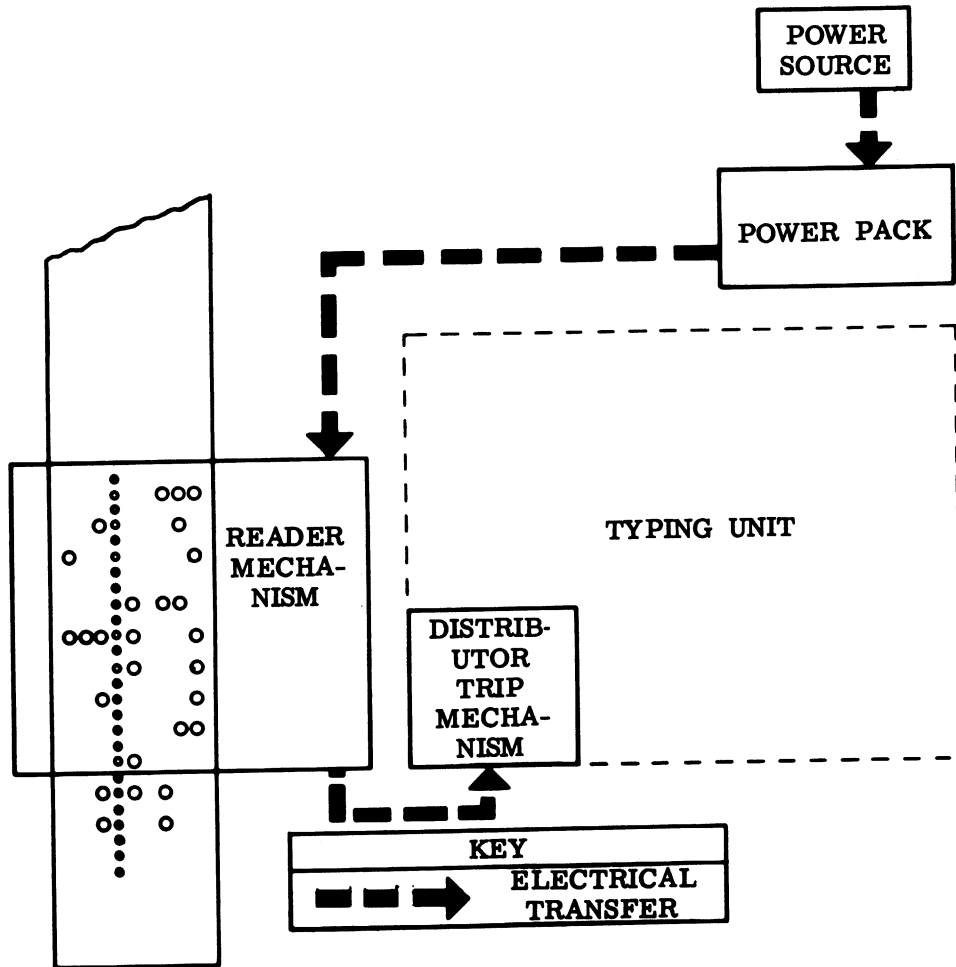 POWER
SOURCE
POWER PACK
READER
MECHA-
NISM
TYPING UNIT
DISTRIB-
UTOR
TRIP
MECHA-
NISM
KEY
ELECTRICAL
TRANSFER